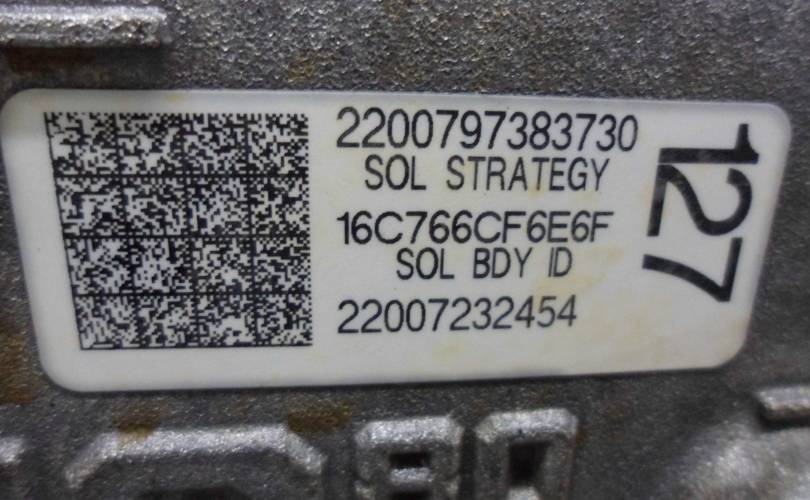 2200797383730
SOL STRATEGY
16C766CF6E6F
SOL BDY ID
22007232454
127